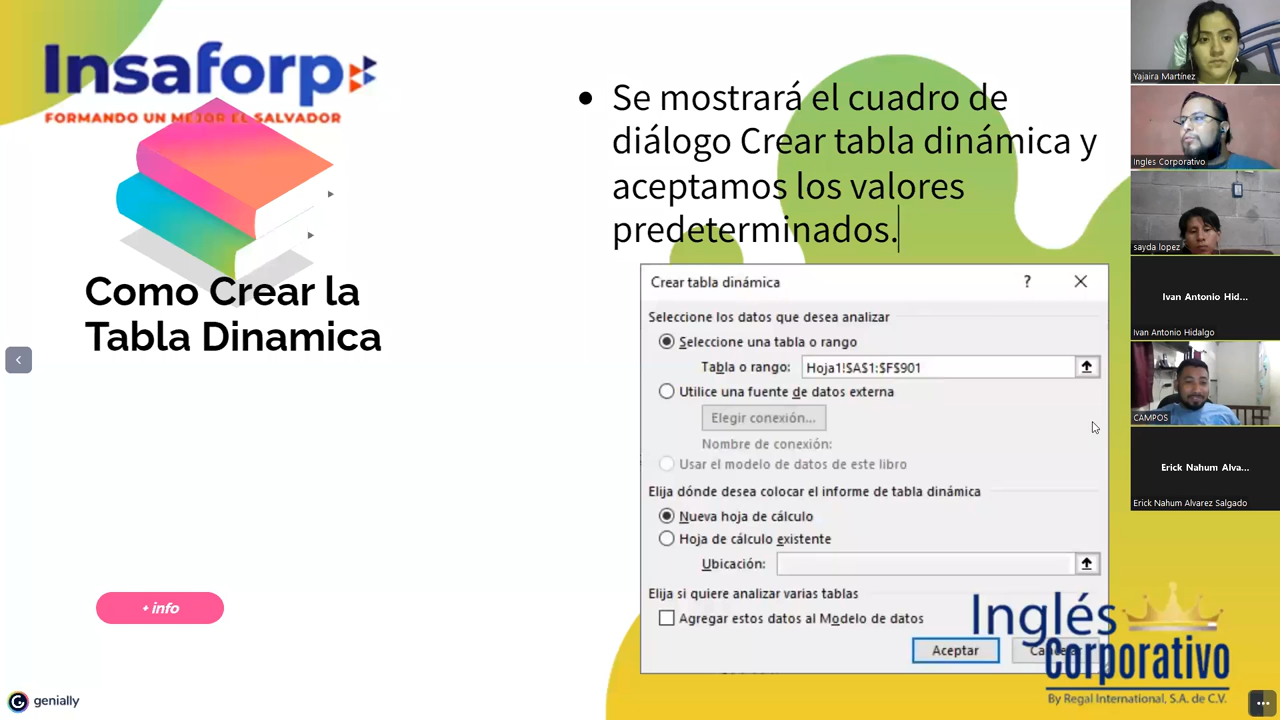 Insaforp
FORMANDO UN MEJOR EL SALVADOR
Como Crear la
Tabla Dinamica
+ info
genially
• Se mostrará el cuadro de
diálogo Crear tabla dinámica y
aceptamos los valores
predeterminados.
Crear tabla dinámica
?
Seleccione los datos que desea analizar
Seleccione una tabla o rango
Tabla o rango: Hoja1!$A$1:$F$901
Utilice una fuente de datos externa
Elegir conexión...
Nombre de conexión:
Usar el modelo de datos de este libro
Elija dónde desea colocar el informe de tabla dinámica
Nueva hoja de cálculo
Hoja de cálculo existente
Ubicación:
Elija si quiere analizar varias tablas
Agregar estos datos al Modelo de datos
Aceptar Cancelar
Inglés
Corporativo
By Regal International, S.A. de C.V.
Yajaira Martínez
Ingles Corporativo
sayda lopez
Ivan Antonio Hid...
Ivan Antonio Hidalgo
CAMPOS
Erick Nahum Alva...
Erick Nahum Alvarez Salgado